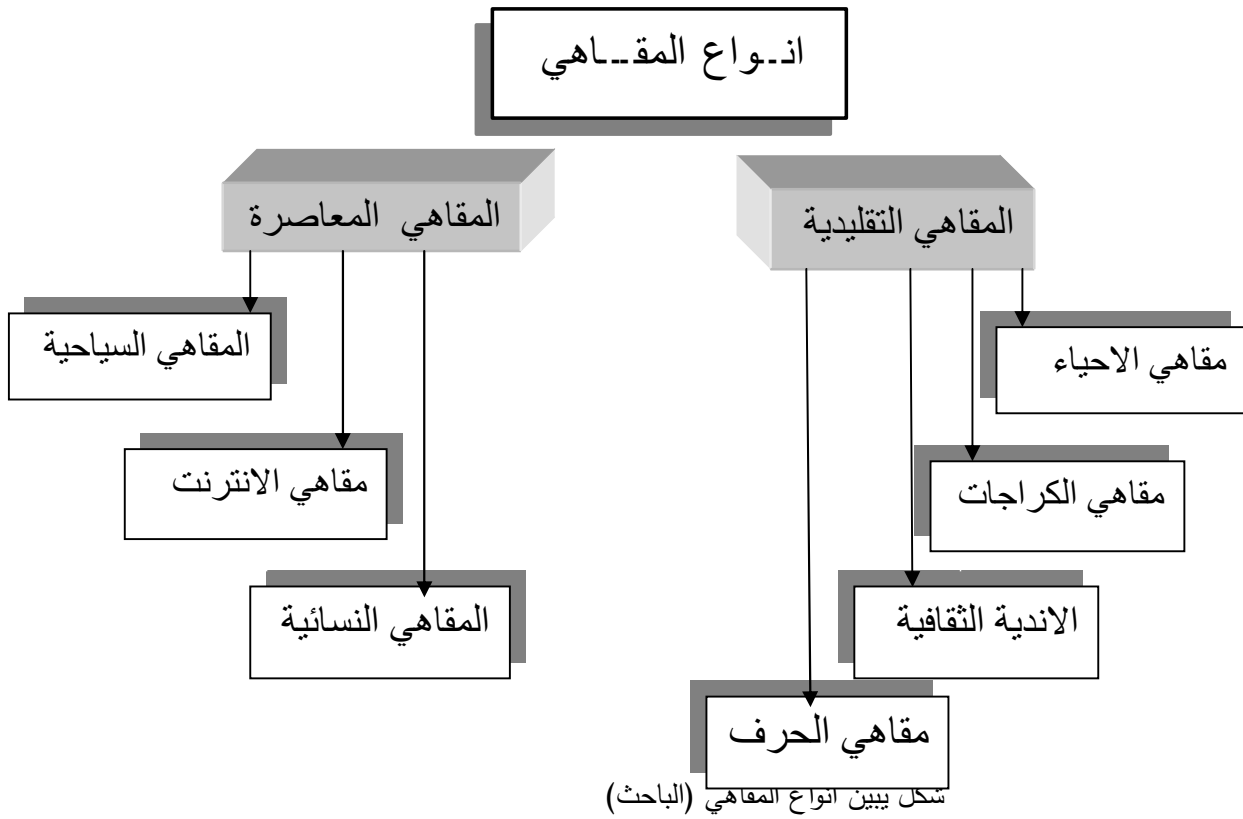 انـواع المقـاهي
المقاهي التقليدية
المقاهي المعاصرة
مقاهي الاحياء
المقاهي السياحية
مقاهي الكراجات
مقاهي الانترنت
الاندية الثقافية
المقاهي النسائية
مقاهي الحرف
شكل يبين انواع المقاهي (الباحث)